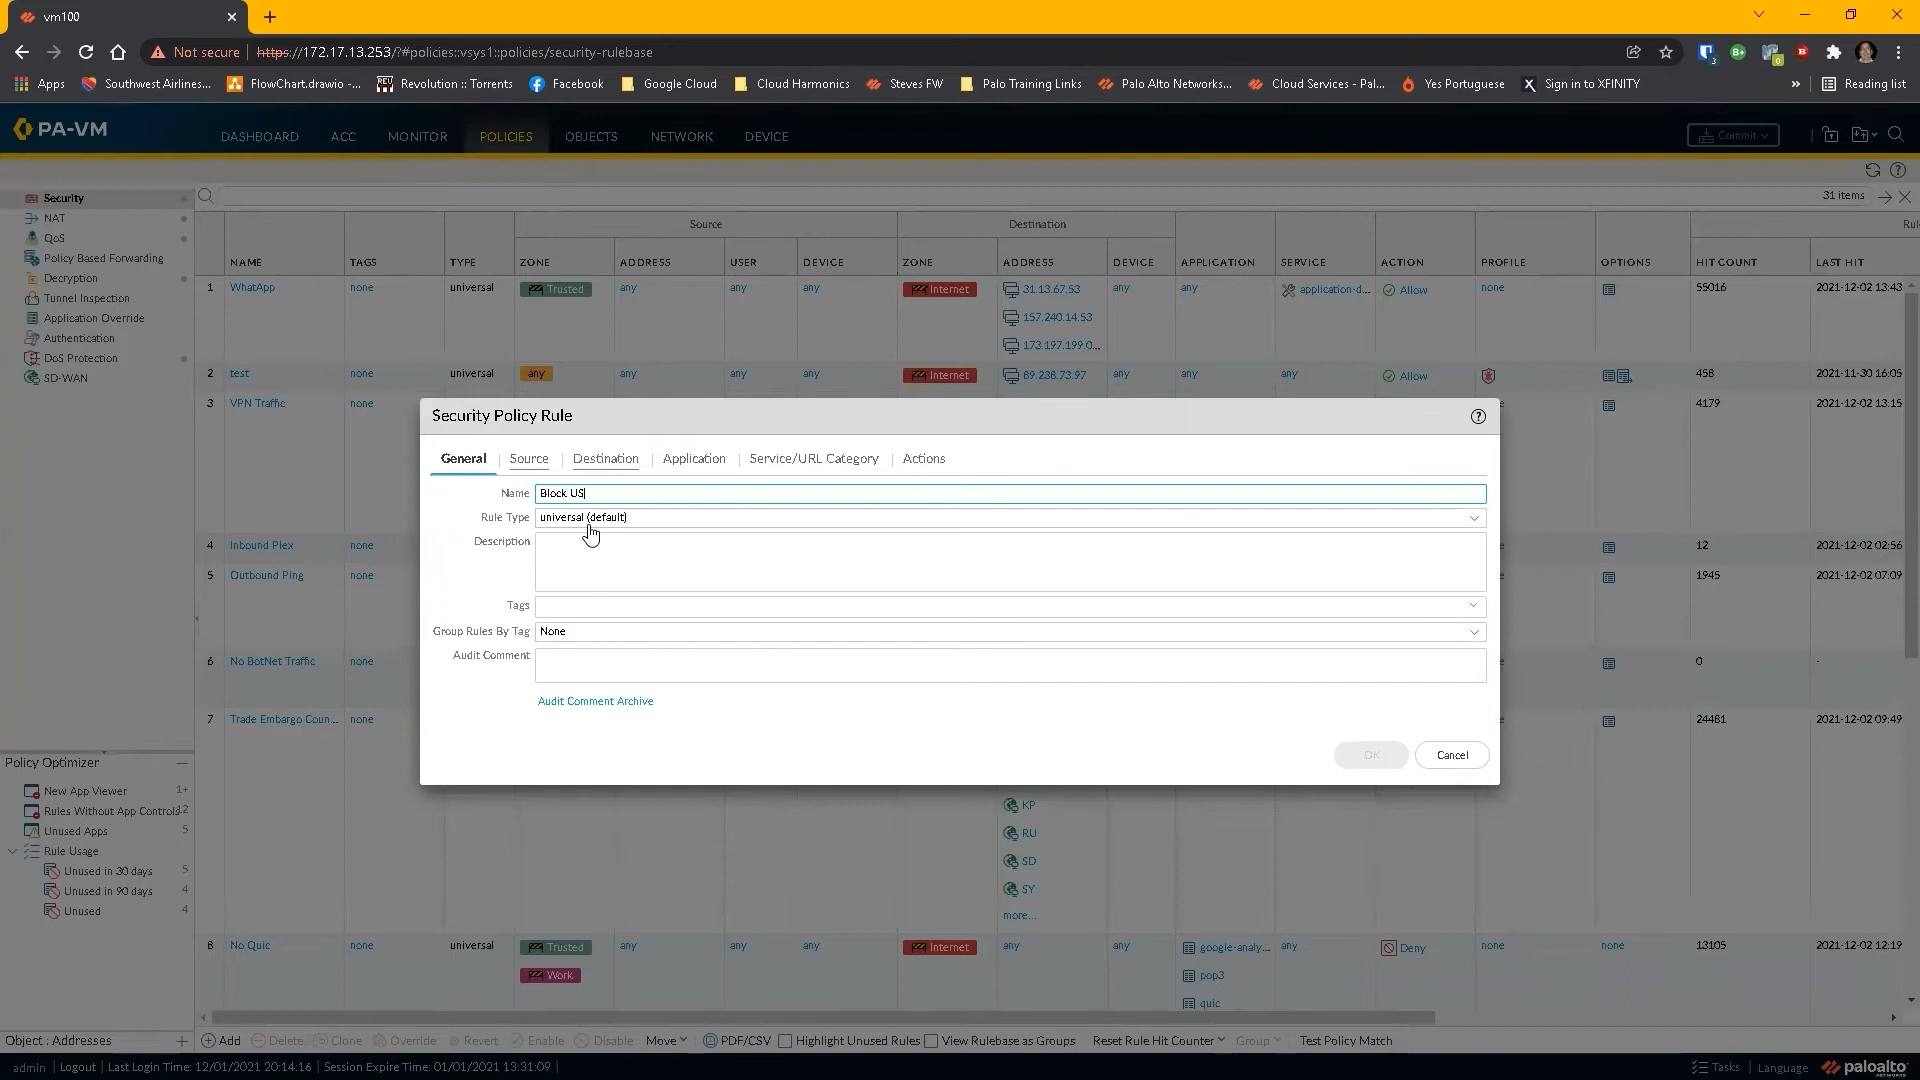 vm100
Not secure https://172.17.13.253/?#policies::vsys1::policies/security-rulebase
Apps Southwest Airlines... FlowChart.drawio -... Revolution :: Torrents Facebook Google Cloud Cloud Harmonics Steves FW Palo Training Links Palo Alto Networks... Cloud Services - Pal... Yes Portuguese Sign in to XFINITY » Reading list
PA-VM DASHBOARD ACC MONITOR POLICIES OBJECTS NETWORK DEVICE Commit
Security
NAT
QoS
Policy Based Forwarding
Decryption
Tunnel Inspection
Application Override
Authentication
DoS Protection
SD-WAN
31 items
Source Destination Rul
NAME TAGS TYPE ZONE ADDRESS USER DEVICE ZONE ADDRESS DEVICE APPLICATION SERVICE ACTION PROFILE OPTIONS HIT COUNT LAST HIT
1 WhatApp none universal Trusted any any any Internet 31.13.67.53 any any application-d... Allow none 55016 2021-12-02 13:43
157.240.14.53
173.197.199.0...
2 test none universal any any any any Internet 89.238.73.97 any any any Allow 458 2021-11-30 16:05
3 VPN Traffic none 4179 2021-12-02 13:15
4 Inbound Plex none 12 2021-12-02 02:56
5 Outbound Ping none 1945 2021-12-02 07:09
6 No BotNet Traffic none 0 -
7 Trade Embargo Coun... none 24481 2021-12-02 09:49
KP
RU
SD
SY
more...
8 No Quic none universal Trusted any any any Internet any any google-analy... any Deny none none 13105 2021-12-02 12:19
Work pop3
quic
Security Policy Rule
General Source Destination Application Service/URL Category Actions
Name Block US
Rule Type universal (default)
Description
Tags
Group Rules By Tag None
Audit Comment
Audit Comment Archive
OK Cancel
Policy Optimizer
New App Viewer 1+
Rules Without App Controls 12
Unused Apps 5
Rule Usage
Unused in 30 days 5
Unused in 90 days 4
Unused 4
Object : Addresses
Add Delete Clone Override Revert Enable Disable Move PDF/CSV Highlight Unused Rules View Rulebase as Groups Reset Rule Hit Counter Group Test Policy Match
admin | Logout | Last Login Time: 12/01/2021 20:14:16 | Session Expire Time: 01/01/2021 13:31:09 | Tasks | Language paloalto NETWORKS